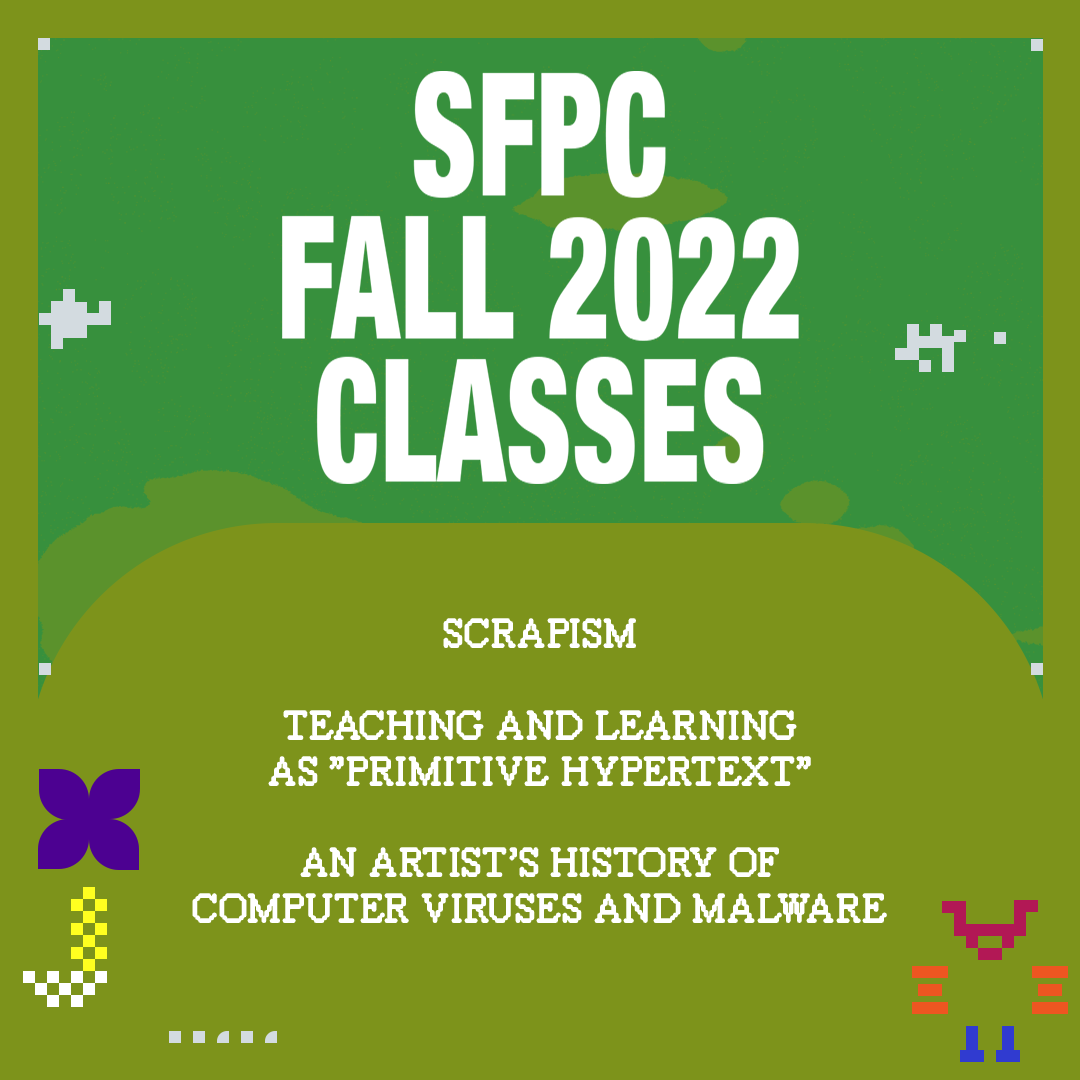 SFPC
FALL 2022
CLASSES
SCRAPISM
TEACHING AND LEARNING
AS ”PRIMITIVE HYPERTEXT”
AN ARTIST’S HISTORY OF
COMPUTER VIRUSES AND MALWARE